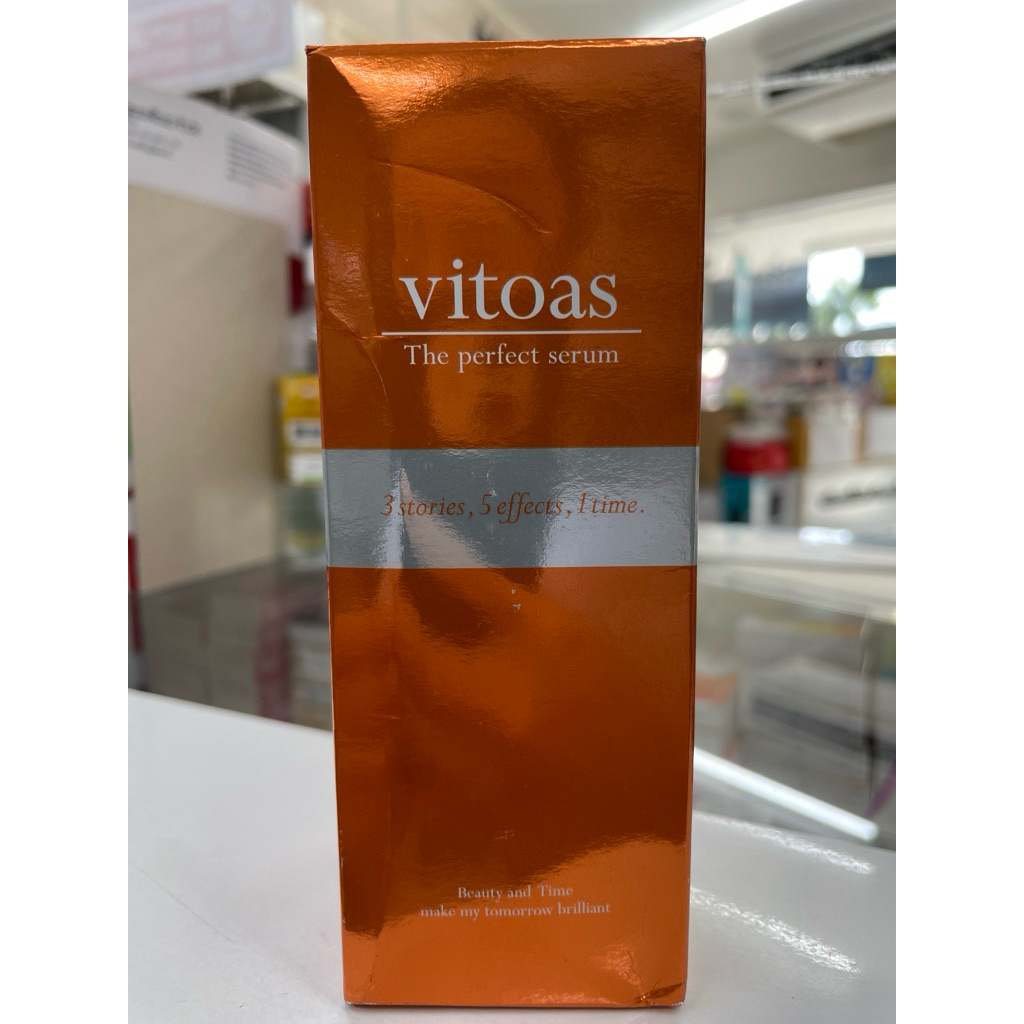 vitoas
The perfect serum
3 stories, 5 effects, 1 time.
Beauty and Time
make my tomorrow brilliant